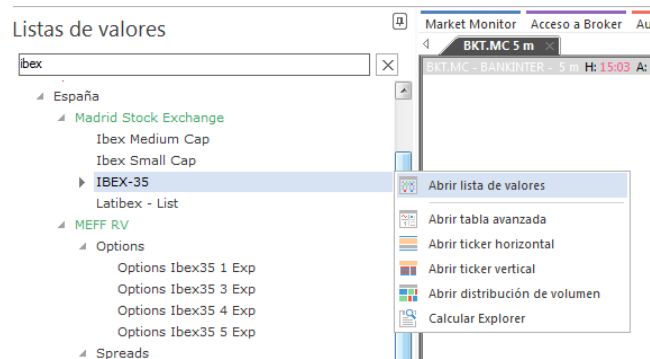 Listas de valores
ibex
España
Madrid Stock Exchange
Ibex Medium Cap
Ibex Small Cap
IBEX-35
Latibex - List
MEFF RV
Options
Options Ibex35 1 Exp
Options Ibex35 3 Exp
Options Ibex35 4 Exp
Options Ibex35 5 Exp
Spreads
Market Monitor Acceso a Broker Au
BKT.MC 5 m
BKT.MC - BANKINTER - 5 m H: 15:03 A:
Abrir lista de valores
Abrir tabla avanzada
Abrir ticker horizontal
Abrir ticker vertical
Abrir distribución de volumen
Calcular Explorer